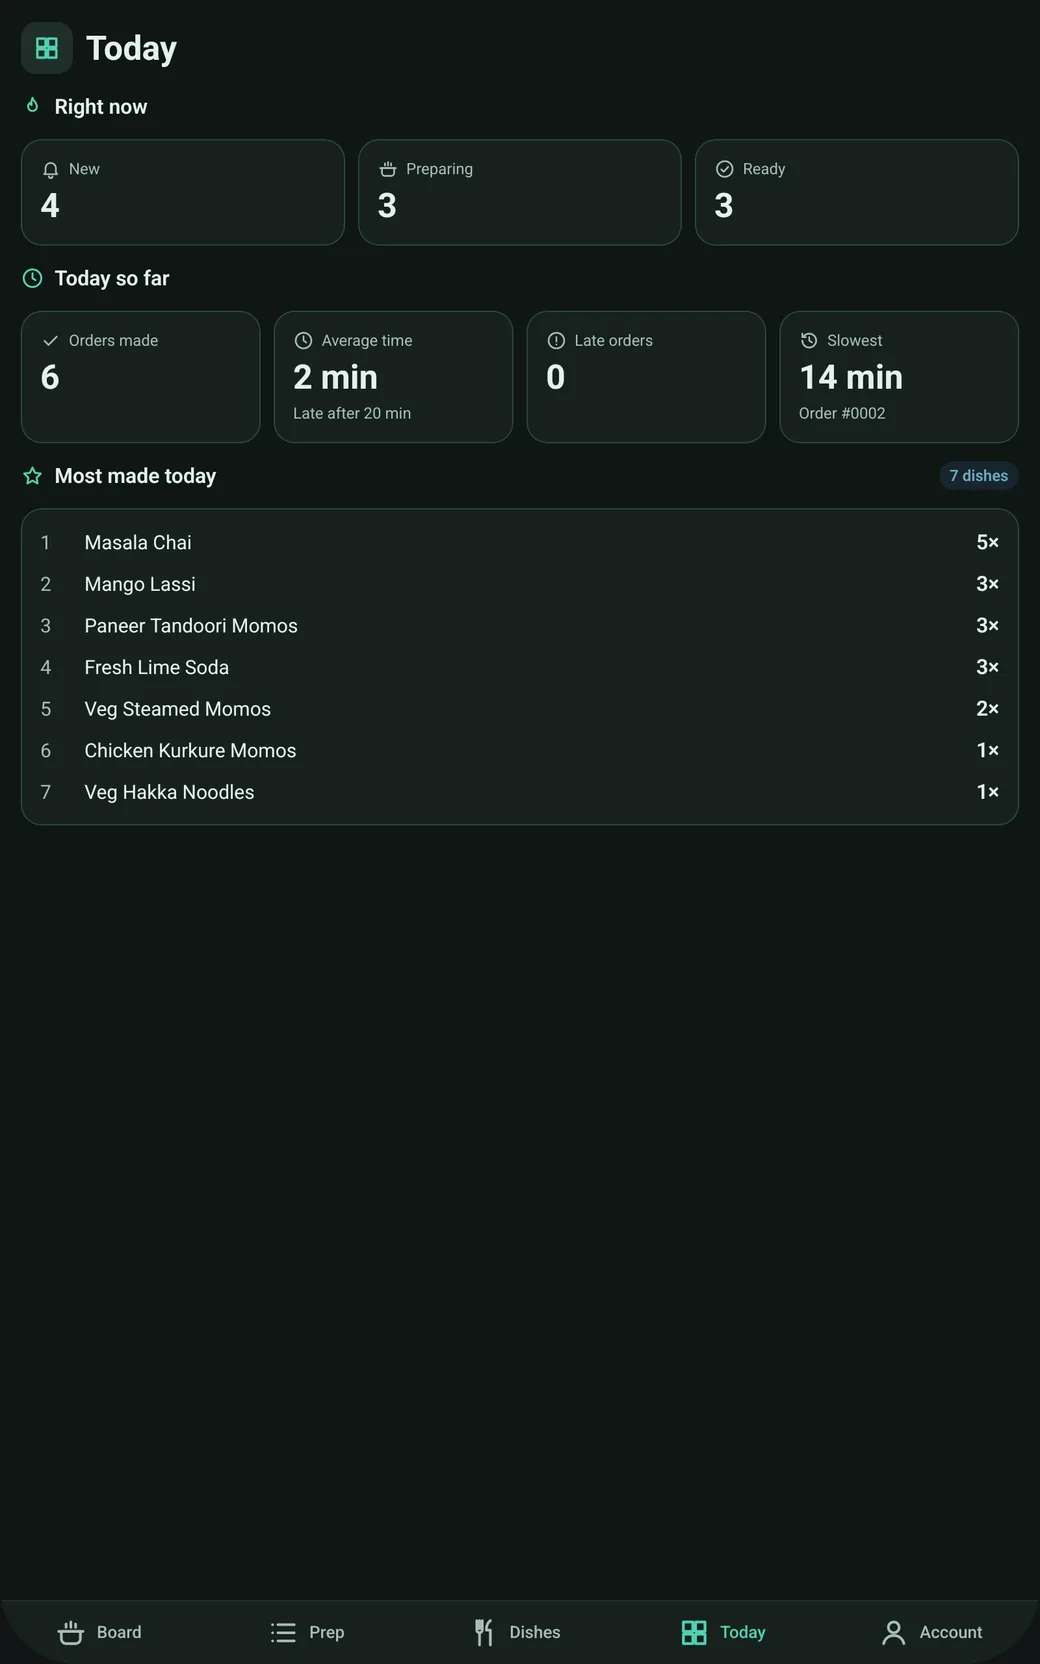 Today
Right now
New
4
Preparing
3
Ready
3
Today so far
Orders made
6
Average time
2 min
Late after 20 min
Late orders
0
Slowest
14 min
Order #0002
Most made today
7 dishes
1 Masala Chai 5×
2 Mango Lassi 3×
3 Paneer Tandoori Momos 3×
4 Fresh Lime Soda 3×
5 Veg Steamed Momos 2×
6 Chicken Kurkure Momos 1×
7 Veg Hakka Noodles 1×
Board Prep Dishes Today Account